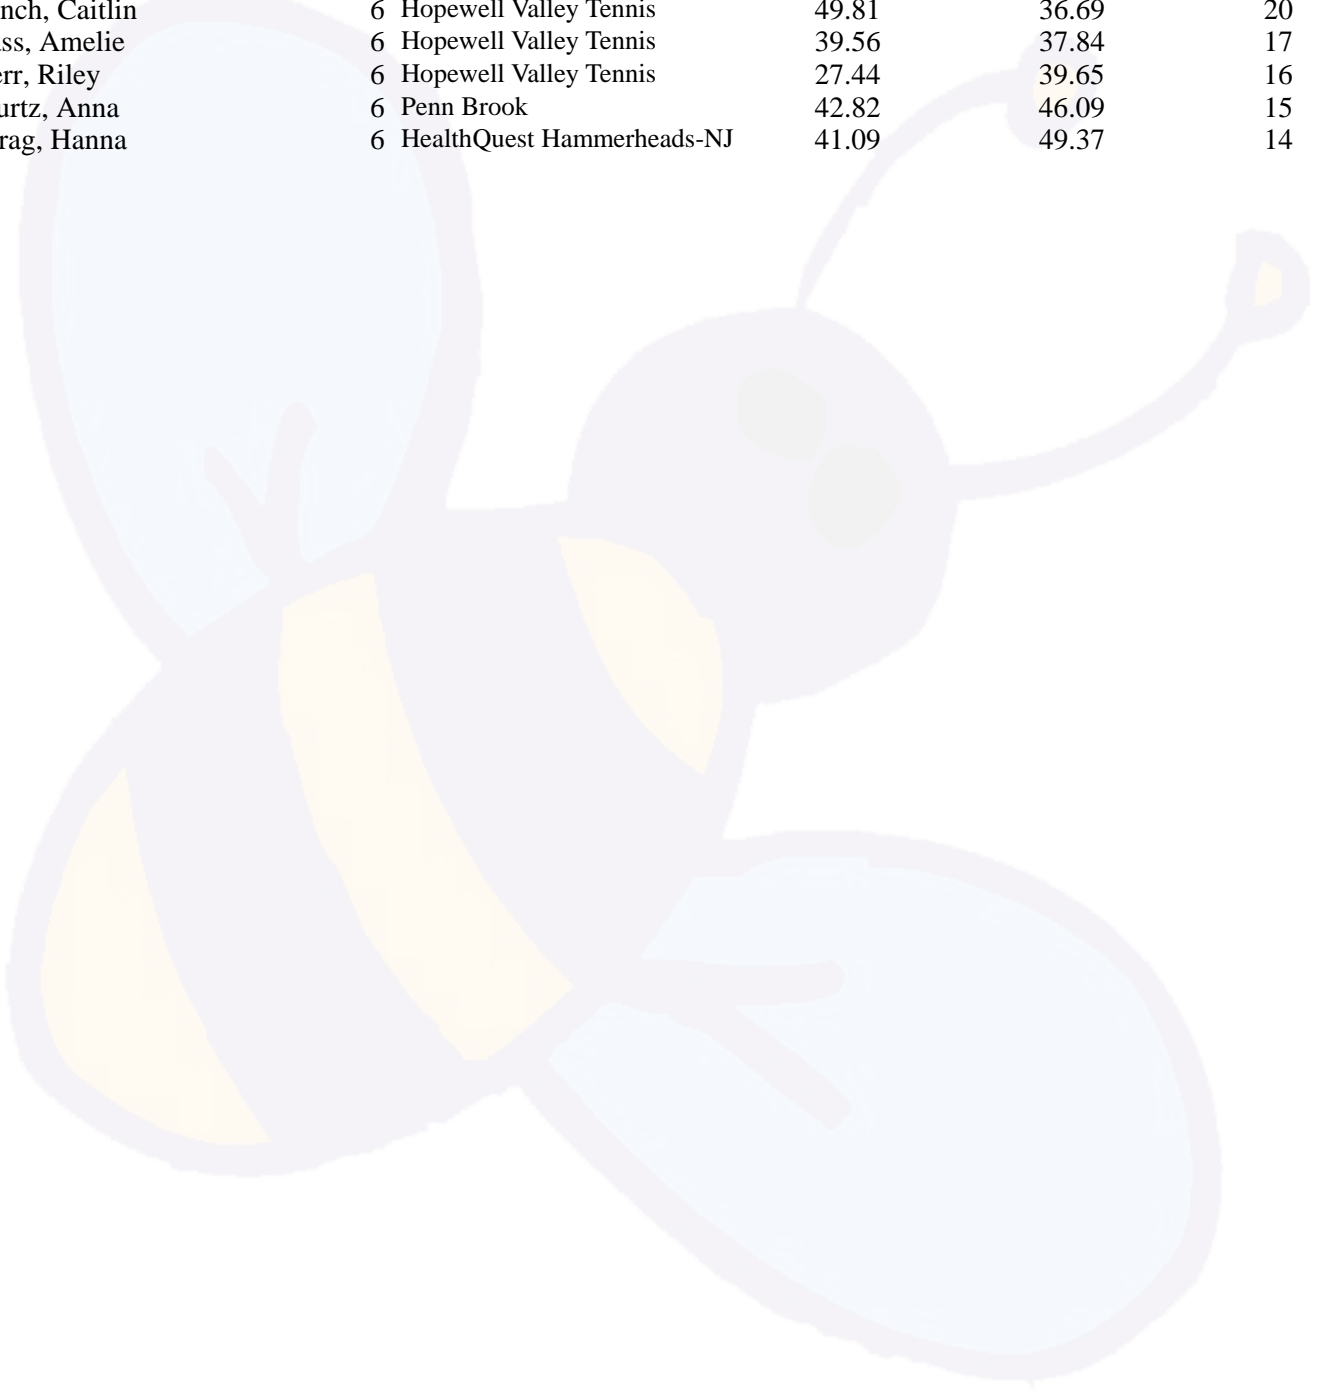 nch, Caitlin 6 Hopewell Valley Tennis 49.81 36.69 20
ss, Amelie 6 Hopewell Valley Tennis 39.56 37.84 17
rr, Riley 6 Hopewell Valley Tennis 27.44 39.65 16
urtz, Anna 6 Penn Brook 42.82 46.09 15
rag, Hanna 6 HealthQuest Hammerheads-NJ 41.09 49.37 14